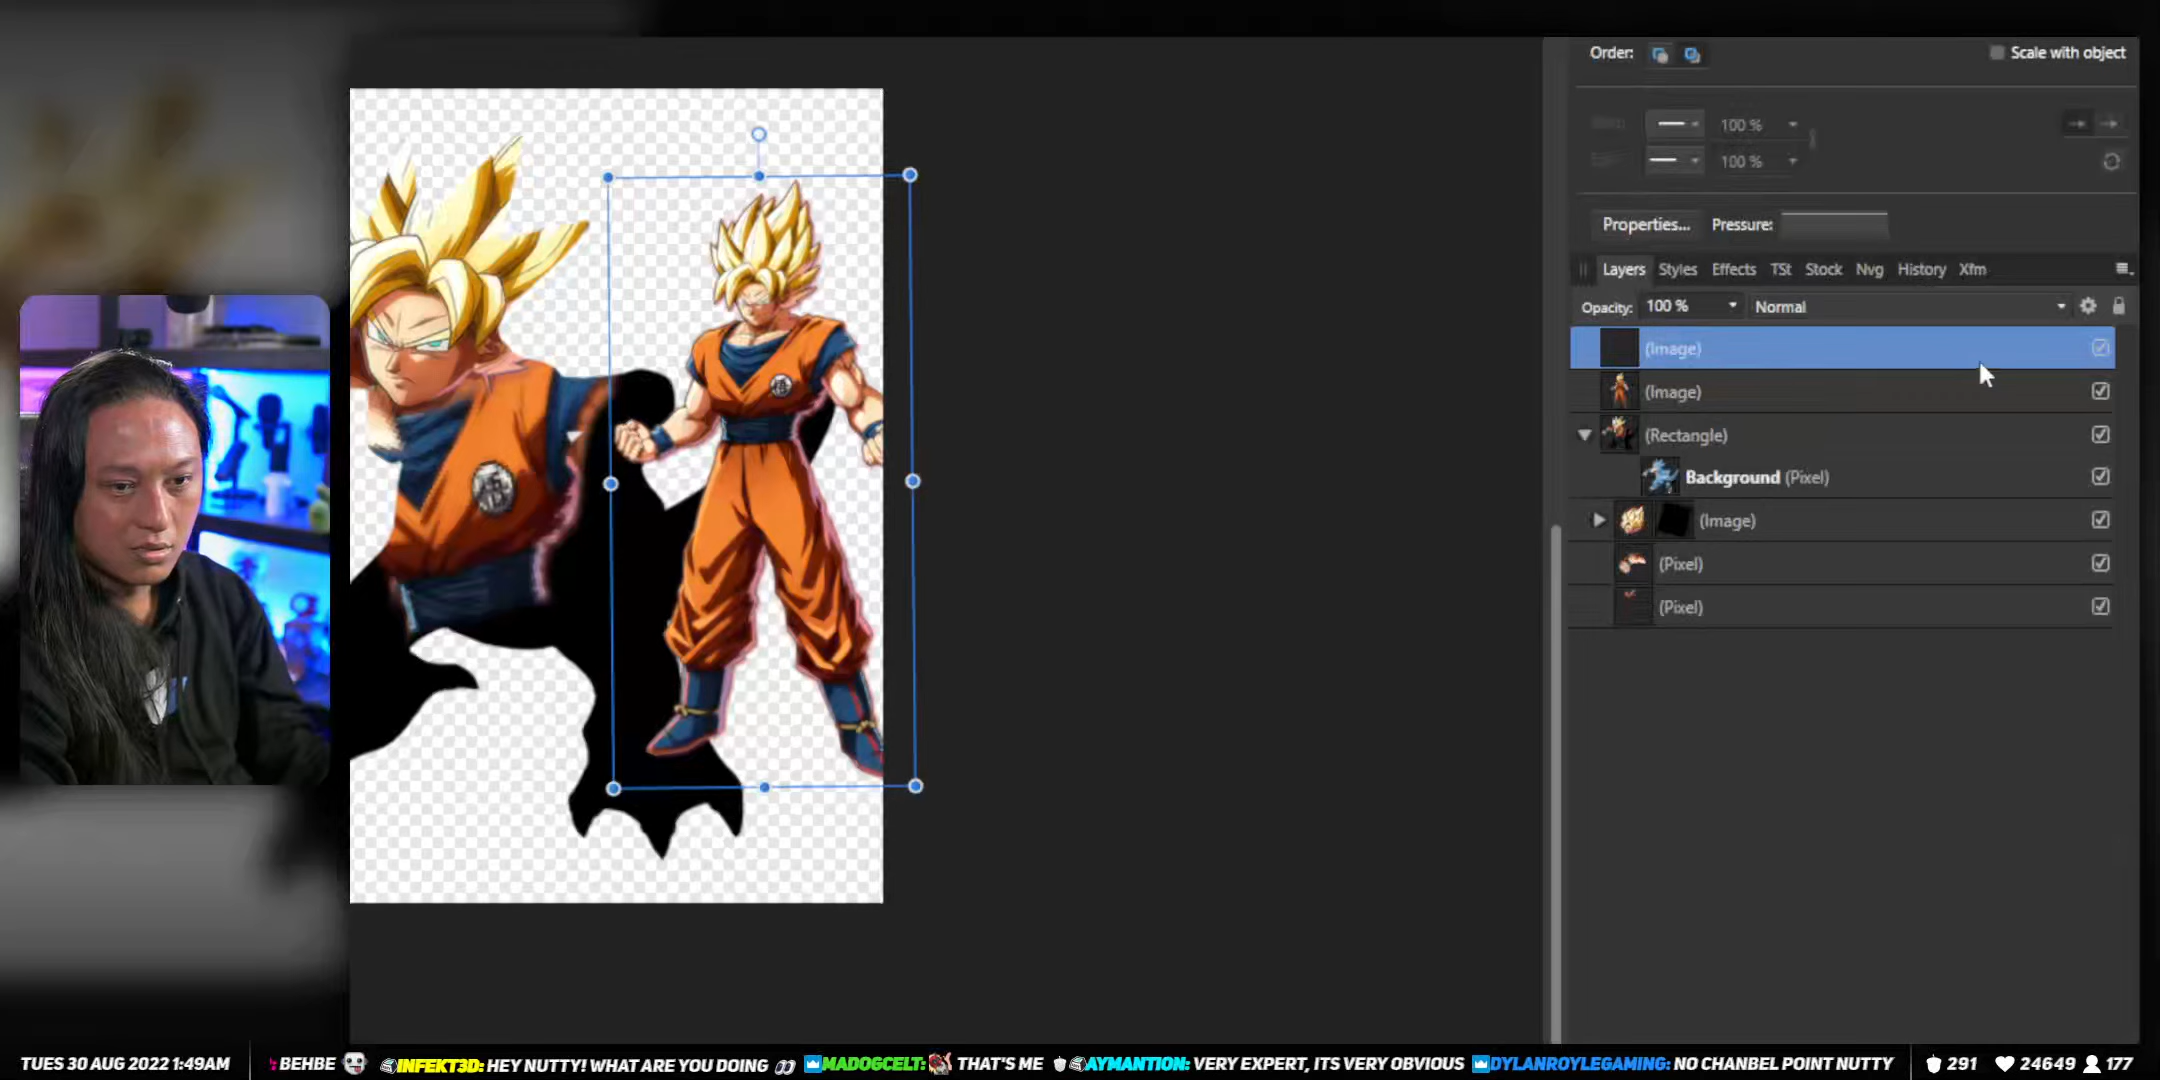 Order:
Scale with object
100 %
100 %
Properties...
Pressure:
Layers Styles Effects TSt Stock Nvg History Xfm
Opacity: 100 % Normal
(Image)
(Image)
(Rectangle)
Background (Pixel)
(Image)
(Pixel)
(Pixel)
TUES 30 AUG 2022 1:49AM BEHBE INFEKT3D: HEY NUTTY! WHAT ARE YOU DOING MADOGCELT: THAT'S ME AYMANTION: VERY EXPERT, ITS VERY OBVIOUS DYLANROYLEGAMING: NO CHANBEL POINT NUTTY 291 24649 177